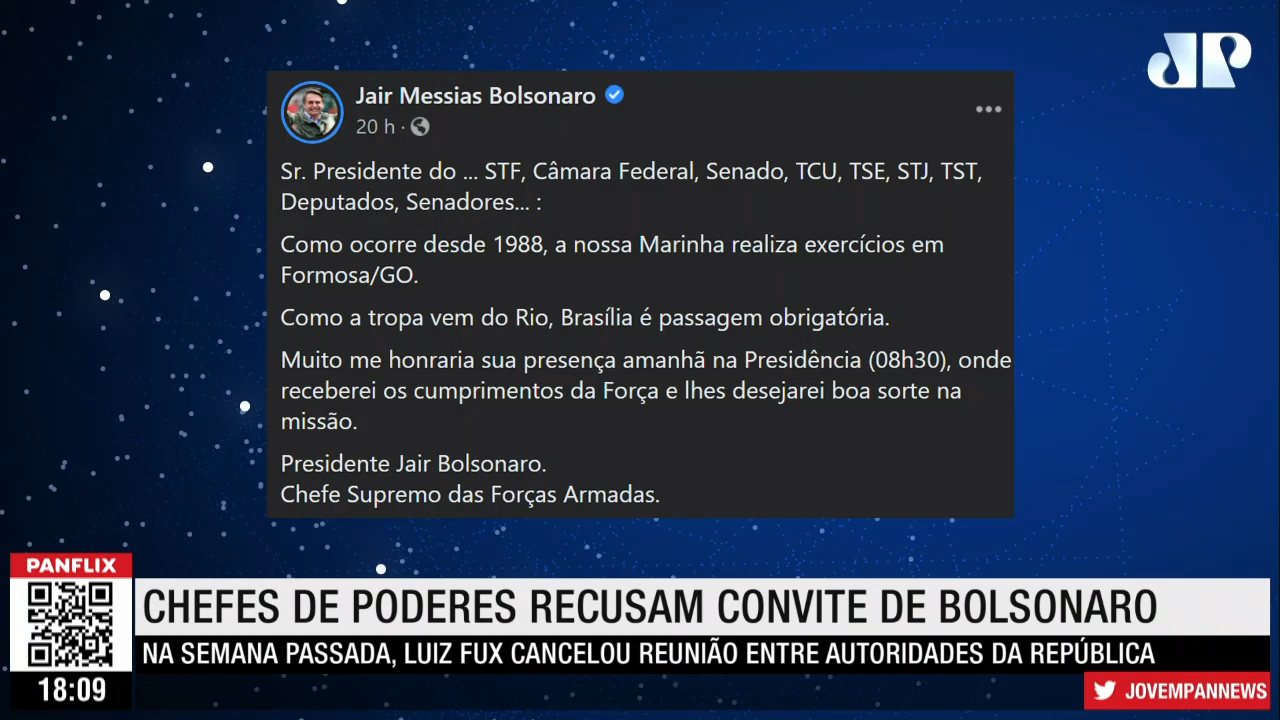 JP
Jair Messias Bolsonaro
20 h ·
Sr. Presidente do ... STF, Câmara Federal, Senado, TCU, TSE, STJ, TST,
Deputados, Senadores... :
Como ocorre desde 1988, a nossa Marinha realiza exercícios em
Formosa/GO.
Como a tropa vem do Rio, Brasília é passagem obrigatória.
Muito me honraria sua presença amanhã na Presidência (08h30), onde
receberei os cumprimentos da Força e lhes desejarei boa sorte na
missão.
Presidente Jair Bolsonaro.
Chefe Supremo das Forças Armadas.
PANFLIX
CHEFES DE PODERES RECUSAM CONVITE DE BOLSONARO
NA SEMANA PASSADA, LUIZ FUX CANCELOU REUNIÃO ENTRE AUTORIDADES DA REPÚBLICA
18:09
JOVEMPANNEWS